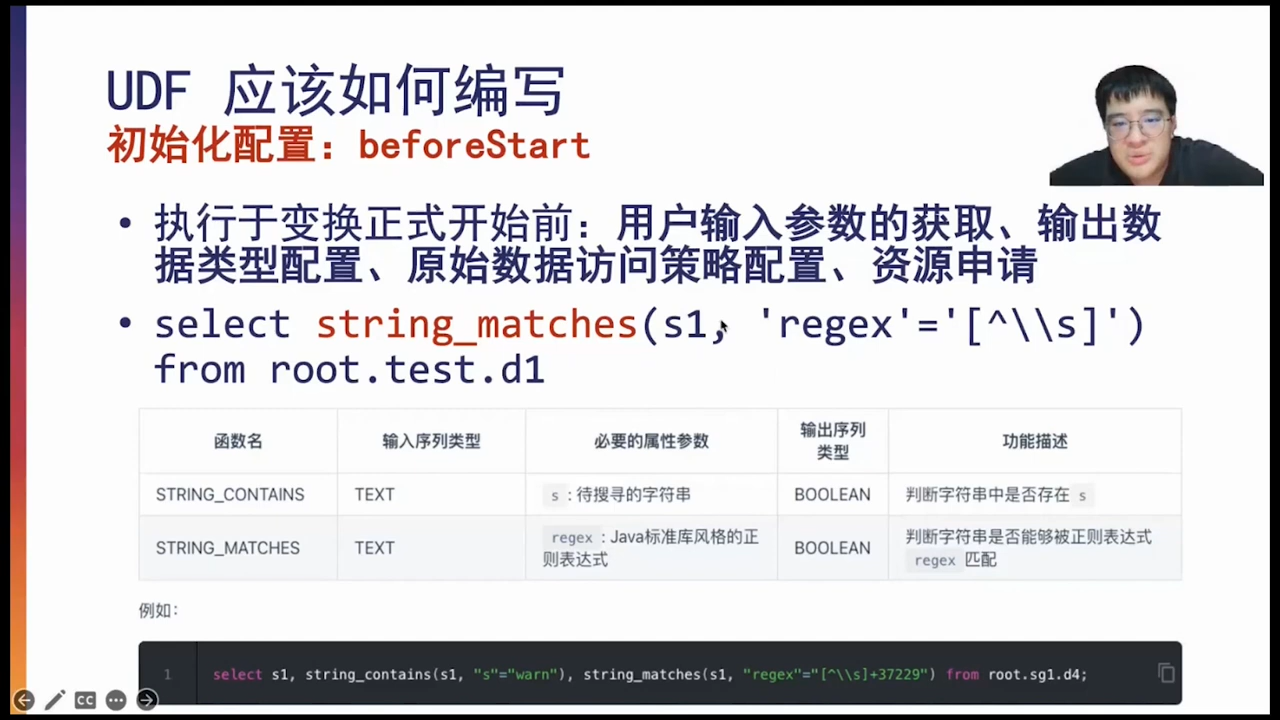 UDF 应该如何编写
初始化配置：beforeStart
• 执行于变换正式开始前：用户输入参数的获取、输出数
据类型配置、原始数据访问策略配置、资源申请
• select string_matches(s1, 'regex'='[^\\s]')
from root.test.d1
函数名 输入序列类型 必要的属性参数 输出序列类型 功能描述
STRING_CONTAINS TEXT s : 待搜寻的字符串 BOOLEAN 判断字符串中是否存在 s
STRING_MATCHES TEXT regex : Java标准库风格的正则表达式 BOOLEAN 判断字符串是否能够被正则表达式 regex 匹配
例如：
1 select s1, string_contains(s1, "s"="warn"), string_matches(s1, "regex"="[^\\s]+37229") from root.sg1.d4;
CC